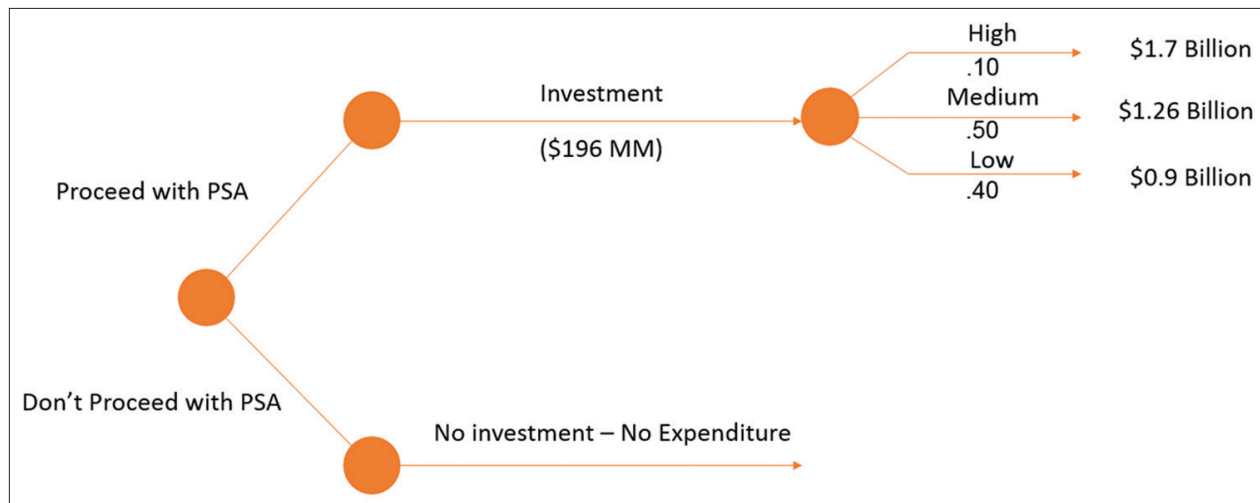 High
$1.7 Billion
.10
Investment
Medium
$1.26 Billion
($196 MM)
.50
Low
Proceed with PSA
$0.9 Billion
.40
Don’t Proceed with PSA
No investment – No Expenditure